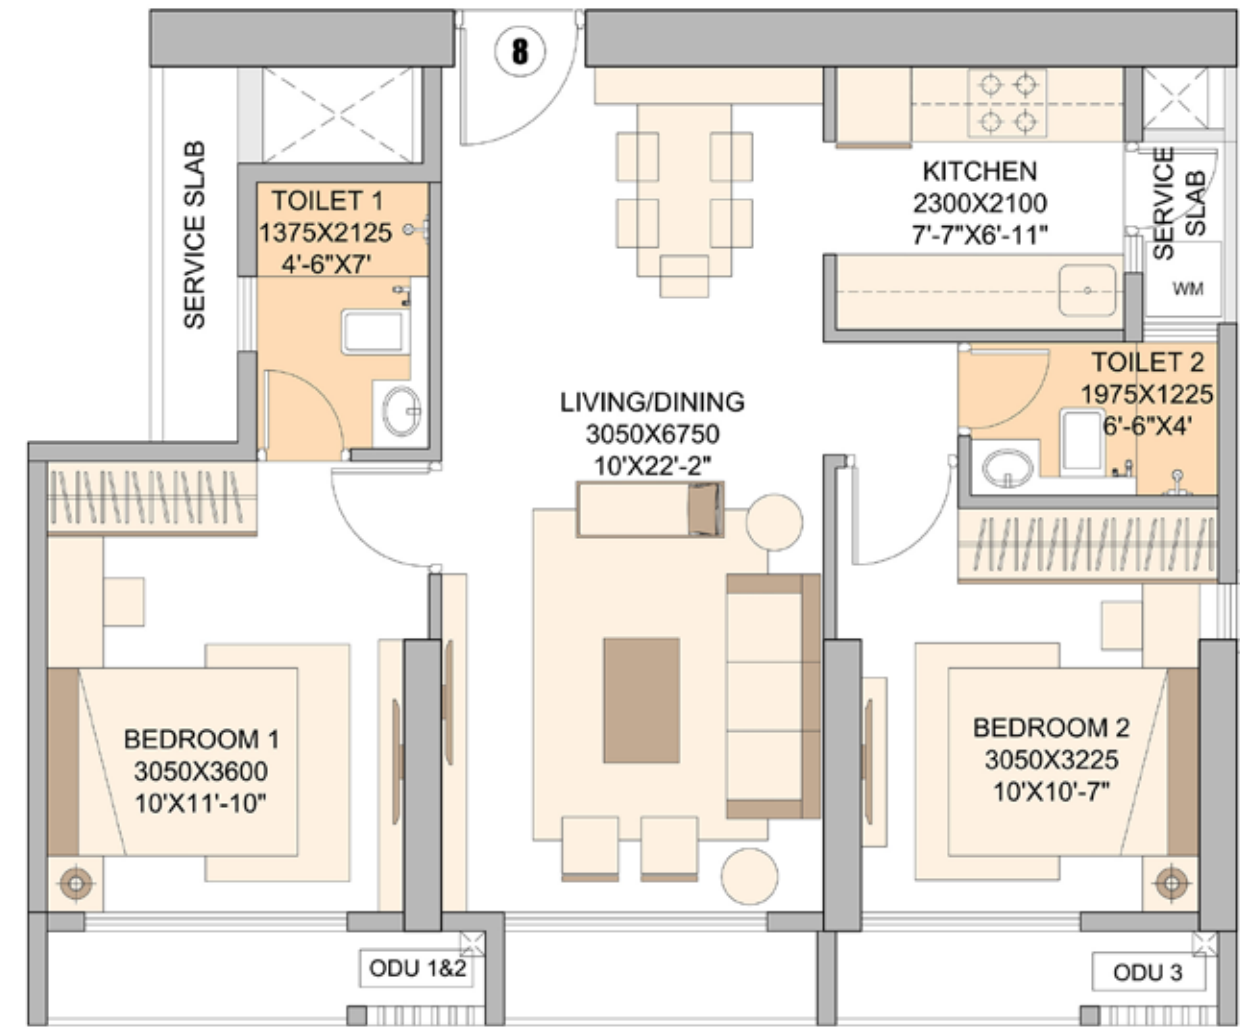 8
SERVICE SLAB
TOILET 1
1375X2125
4'-6"X7'
KITCHEN
2300X2100
7'-7"X6'-11"
SERVICE
SLAB
WM
TOILET 2
1975X1225
6'-6"X4'
LIVING/DINING
3050X6750
10'X22'-2"
BEDROOM 1
3050X3600
10'X11'-10"
BEDROOM 2
3050X3225
10'X10'-7"
ODU 1&2
ODU 3